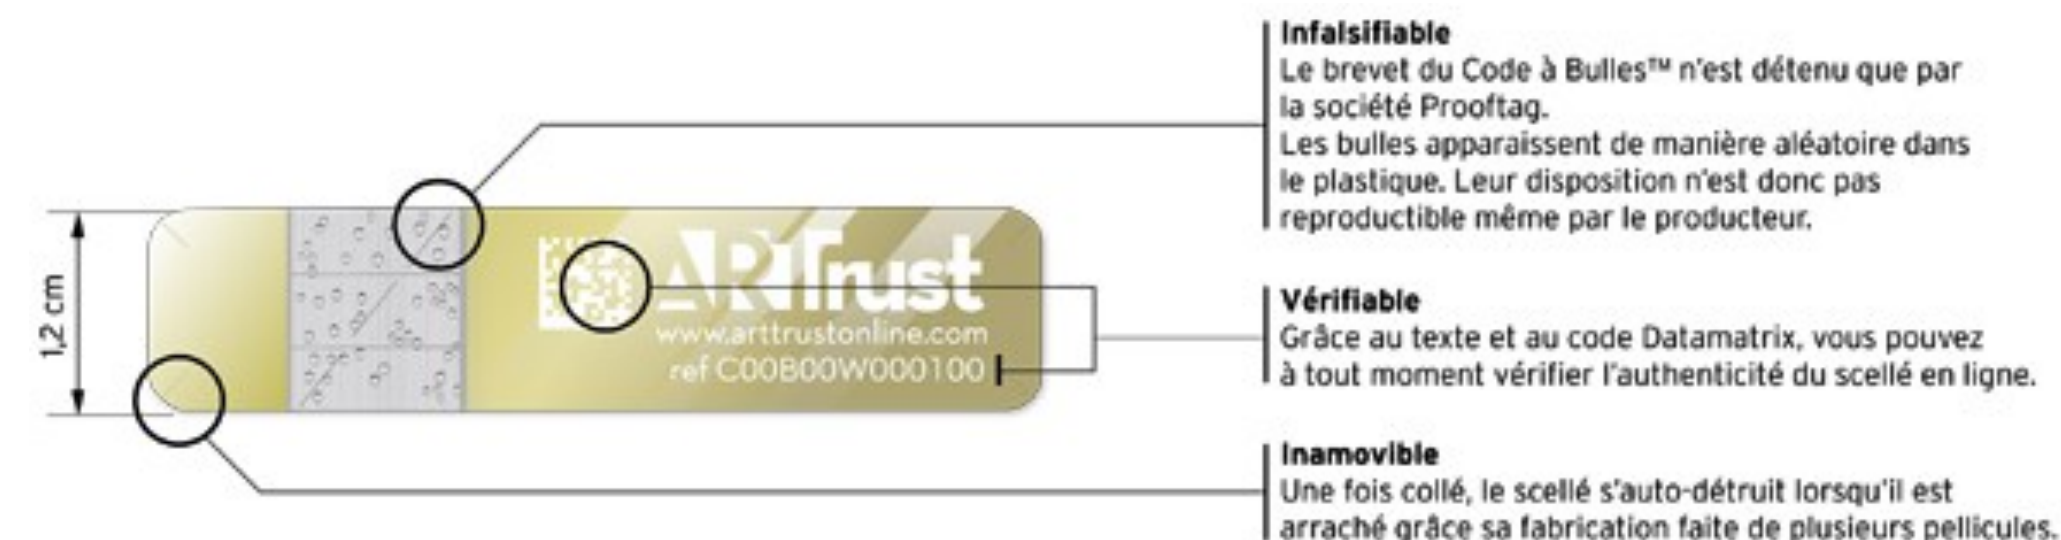 Infalsifiable
Le brevet du Code à Bulles™ n'est détenu que par
la société Prooftag.
Les bulles apparaissent de manière aléatoire dans
le plastique. Leur disposition n'est donc pas
reproductible même par le producteur.
1,2 cm
ARTTrust
www.arttrustonline.com
ref C00B00W000100
Vérifiable
Grâce au texte et au code Datamatrix, vous pouvez
à tout moment vérifier l'authenticité du scellé en ligne.
Inamovible
Une fois collé, le scellé s'auto-détruit lorsqu'il est
arraché grâce sa fabrication faite de plusieurs pellicules.